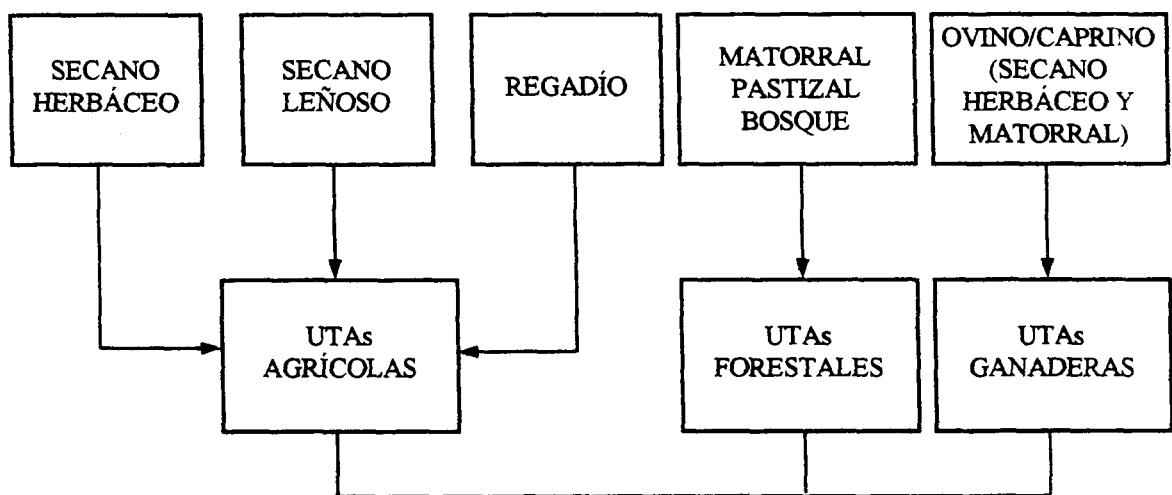 SECANO
HERBÁCEO
SECANO
LEÑOSO
REGADÍO
MATORRAL
PASTIZAL
BOSQUE
OVINO/CAPRINO
(SECANO
HERBÁCEO Y
MATORRAL)
UTAs
AGRÍCOLAS
UTAs
FORESTALES
UTAs
GANADERAS